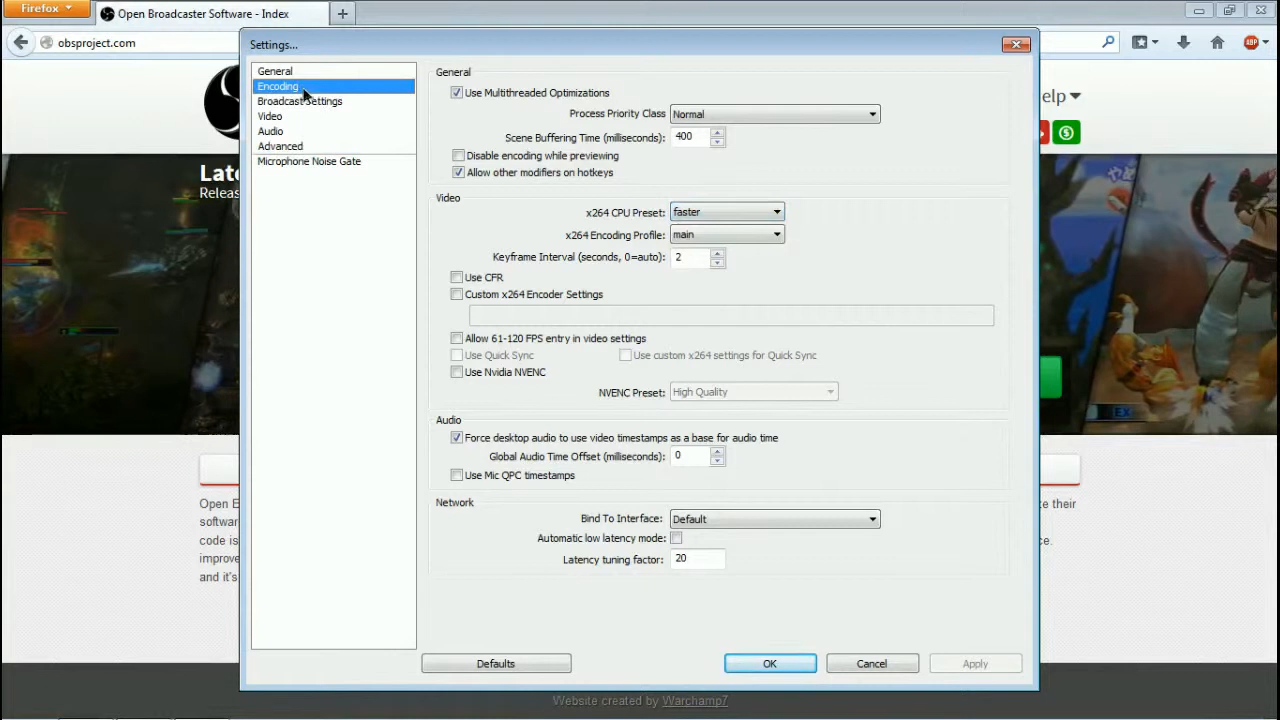 Firefox
Open Broadcaster Software - Index
obsproject.com
ABP
Settings...
General
Encoding
Broadcast Settings
Video
Audio
Advanced
Microphone Noise Gate
General
Use Multithreaded Optimizations
Process Priority Class Normal
Scene Buffering Time (milliseconds): 400
Disable encoding while previewing
Allow other modifiers on hotkeys
Video
x264 CPU Preset: faster
x264 Encoding Profile: main
Keyframe Interval (seconds, 0=auto): 2
Use CFR
Custom x264 Encoder Settings
Allow 61-120 FPS entry in video settings
Use Quick Sync Use custom x264 settings for Quick Sync
Use Nvidia NVENC
NVENC Preset: High Quality
Audio
Force desktop audio to use video timestamps as a base for audio time
Global Audio Time Offset (milliseconds): 0
Use Mic QPC timestamps
Network
Bind To Interface: Default
Automatic low latency mode:
Latency tuning factor: 20
Defaults OK Cancel Apply
elp
Late
Releas
Open E
softwar
code is
improve
and it's
e their
ce.
Website created by Warchamp7